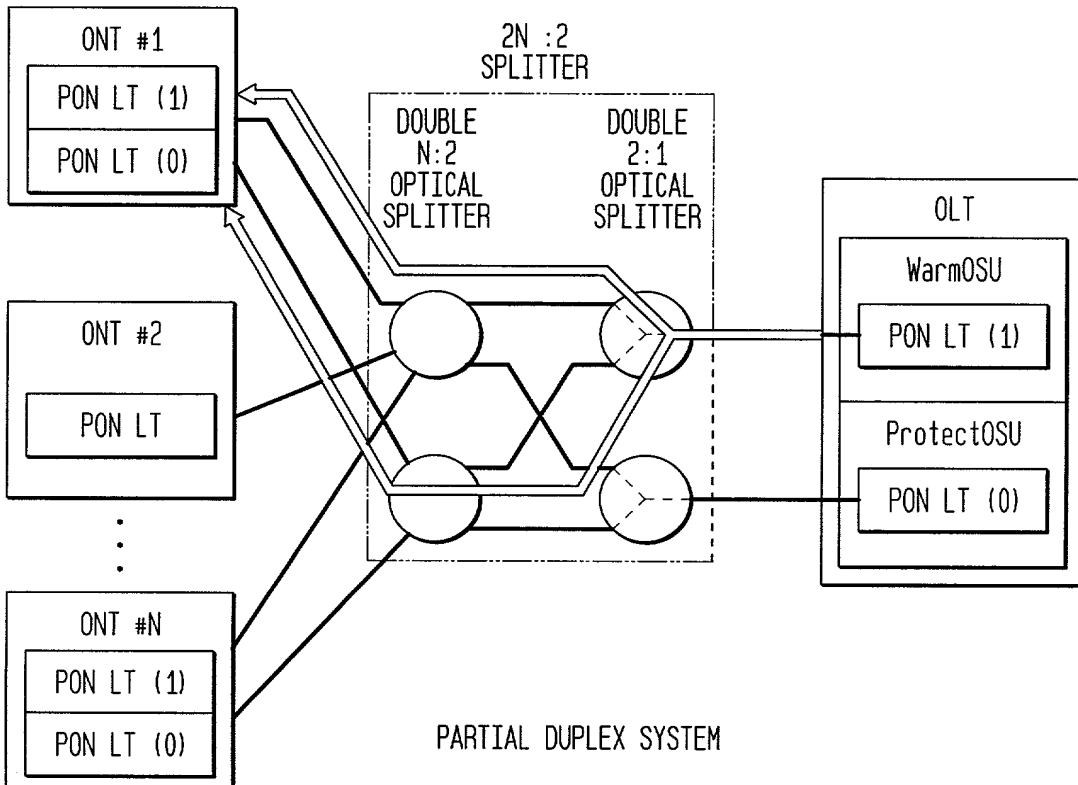 ONT #1
PON LT (1)
PON LT (0)
2N :2
SPLITTER
DOUBLE
N:2
OPTICAL
SPLITTER
DOUBLE
2:1
OPTICAL
SPLITTER
OLT
WarmOSU
PON LT (1)
ProtectOSU
PON LT (0)
ONT #2
PON LT
ONT #N
PON LT (1)
PON LT (0)
PARTIAL DUPLEX SYSTEM